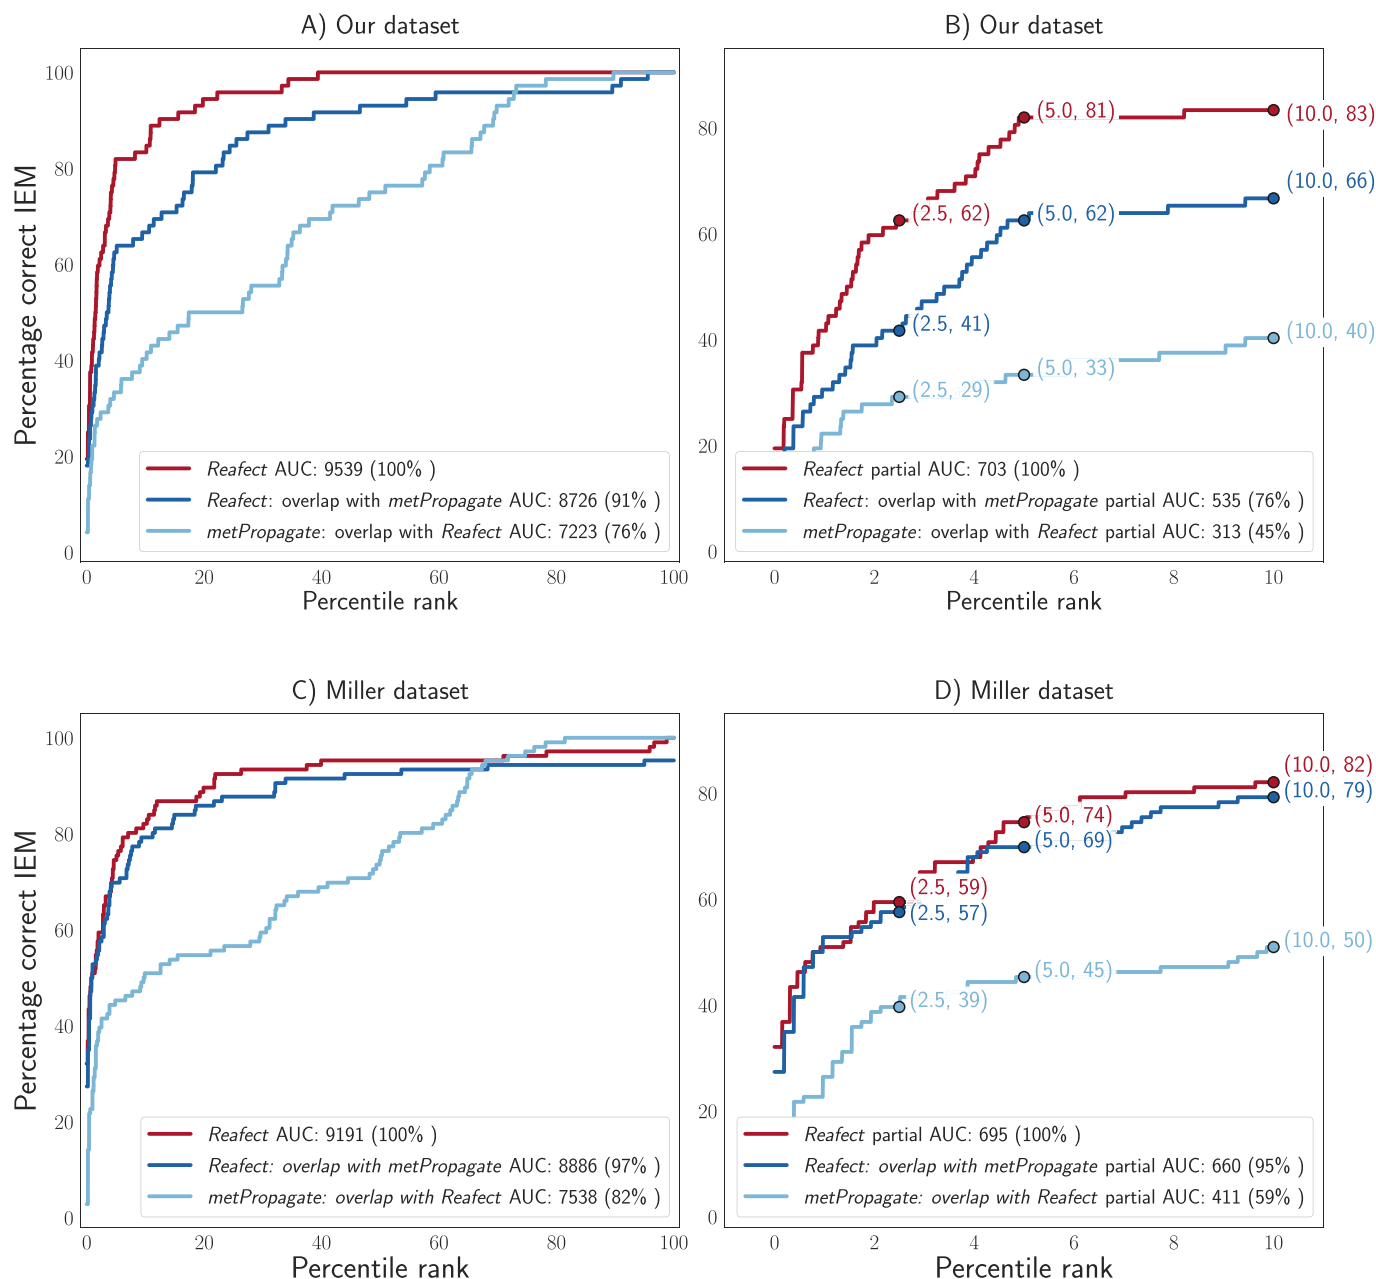 A) Our dataset
Percentage correct IEM
100
80
60
40
20
0
Reafect AUC: 9539 (100% )
Reafect: overlap with metPropagate AUC: 8726 (91% )
metPropagate: overlap with Reafect AUC: 7223 (76% )
0 20 40 60 80 100
Percentile rank
B) Our dataset
80
60
40
20
0
(5.0, 81)
(10.0, 83)
(10.0, 66)
(2.5, 62)
(5.0, 62)
(2.5, 41)
(10.0, 40)
(5.0, 33)
(2.5, 29)
Reafect partial AUC: 703 (100% )
Reafect: overlap with metPropagate partial AUC: 535 (76% )
metPropagate: overlap with Reafect partial AUC: 313 (45% )
0 2 4 6 8 10
Percentile rank
C) Miller dataset
Percentage correct IEM
100
80
60
40
20
0
Reafect AUC: 9191 (100% )
Reafect: overlap with metPropagate AUC: 8886 (97% )
metPropagate: overlap with Reafect AUC: 7538 (82% )
0 20 40 60 80 100
Percentile rank
D) Miller dataset
80
60
40
20
0
(10.0, 82)
(10.0, 79)
(5.0, 74)
(5.0, 69)
(2.5, 59)
(2.5, 57)
(10.0, 50)
(5.0, 45)
(2.5, 39)
Reafect partial AUC: 695 (100% )
Reafect: overlap with metPropagate partial AUC: 660 (95% )
metPropagate: overlap with Reafect partial AUC: 411 (59% )
0 2 4 6 8 10
Percentile rank